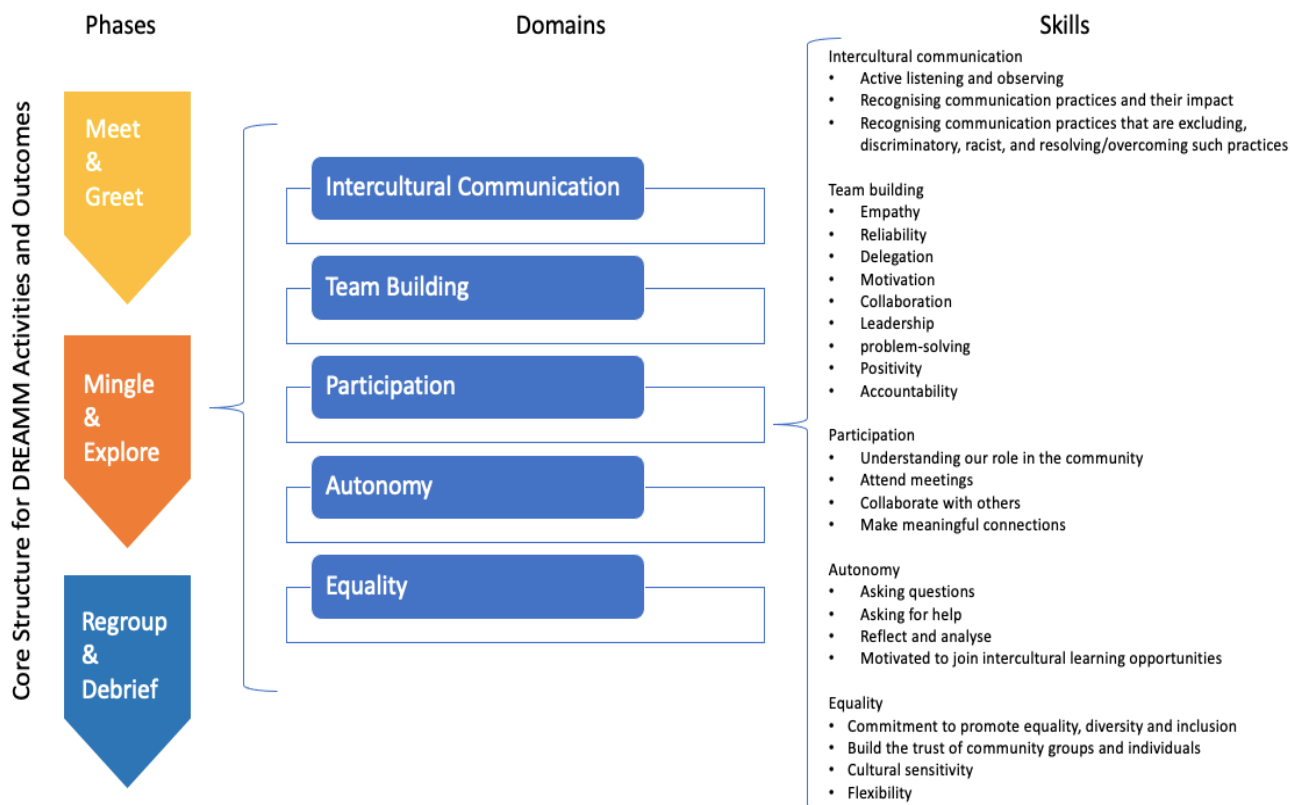 Core Structure for DREAMM Activities and Outcomes
Phases
Meet
&
Greet
Mingle
&
Explore
Regroup
&
Debrief
Domains
Intercultural Communication
Team Building
Participation
Autonomy
Equality
Skills
Intercultural communication
• Active listening and observing
• Recognising communication practices and their impact
• Recognising communication practices that are excluding,
discriminatory, racist, and resolving/overcoming such practices
Team building
• Empathy
• Reliability
• Delegation
• Motivation
• Collaboration
• Leadership
• problem-solving
• Positivity
• Accountability
Participation
• Understanding our role in the community
• Attend meetings
• Collaborate with others
• Make meaningful connections
Autonomy
• Asking questions
• Asking for help
• Reflect and analyse
• Motivated to join intercultural learning opportunities
Equality
• Commitment to promote equality, diversity and inclusion
• Build the trust of community groups and individuals
• Cultural sensitivity
• Flexibility